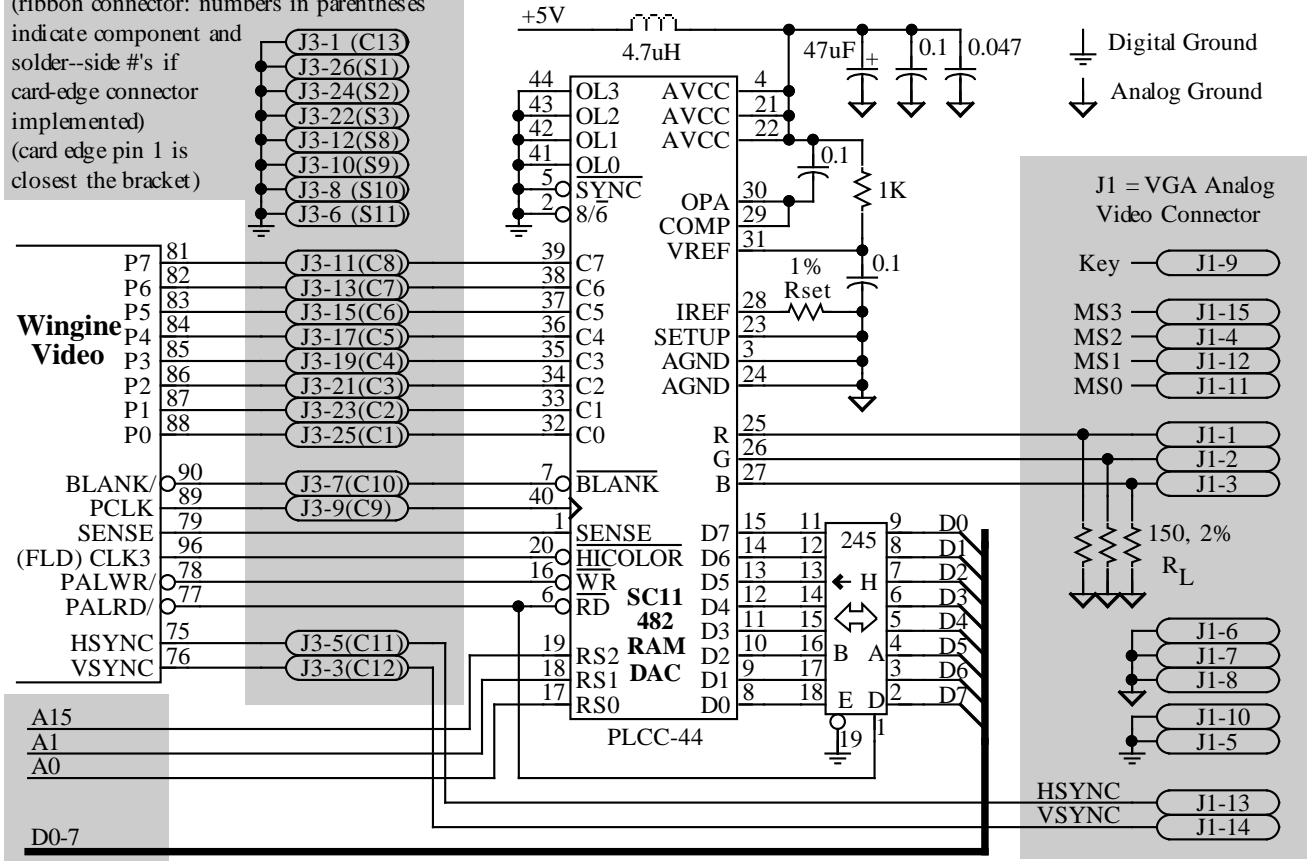 (ribbon connector: numbers in parentheses
indicate component and
solder--side #'s if
card-edge connector
implemented)
(card edge pin 1 is
closest the bracket)
J3-1 (C13
J3-26(S1)
J3-24(S2)
J3-22(S3)
J3-12(S8)
J3-10(S9)
J3-8 (S10)
J3-6 (S11)
+5V
4.7uH
47uF
+
0.1
0.047
Digital Ground
Analog Ground
44 OL3
43 OL2
42 OL1
41 OL0
5 SYNC
2 8/6
AVCC 4
AVCC 21
AVCC 22
0.1
1K
OPA 30
COMP 29
VREF 31
1%
Rset
0.1
IREF 28
SETUP 23
AGND 3
AGND 24
J1 = VGA Analog
Video Connector
Key J1-9
MS3 J1-15
MS2 J1-4
MS1 J1-12
MS0 J1-11
Wingine
Video
P7 81 J3-11(C8) 39 C7
P6 82 J3-13(C7) 38 C6
P5 83 J3-15(C6) 37 C5
P4 84 J3-17(C5) 36 C4
P3 85 J3-19(C4) 35 C3
P2 86 J3-21(C3) 34 C2
P1 87 J3-23(C2) 33 C1
P0 88 J3-25(C1) 32 C0
R 25 J1-1
G 26 J1-2
B 27 J1-3
BLANK/ 90 J3-7(C10) 7 BLANK
PCLK 89 J3-9(C9) 40
SENSE 79 1 SENSE
(FLD) CLK3 96 20 HICOLOR
PALWR/ 78 16 WR
PALRD/ 77 6 RD
HSYNC 75 J3-5(C11)
VSYNC 76 J3-3(C12)
19 RS2
18 RS1
17 RS0
SC11
482
RAM
DAC
PLCC-44
D7 15 11 9 D0
D6 14 12 8 D1
D5 13 13 7 D2
D4 12 14 6 D3
D3 11 15 5 D4
D2 10 16 4 D5
D1 9 17 3 D6
D0 8 18 2 D7
245
H
B A
E D
19 1
150, 2%
RL
J1-6
J1-7
J1-8
J1-10
J1-5
A15
A1
A0
D0-7
HSYNC J1-13
VSYNC J1-14